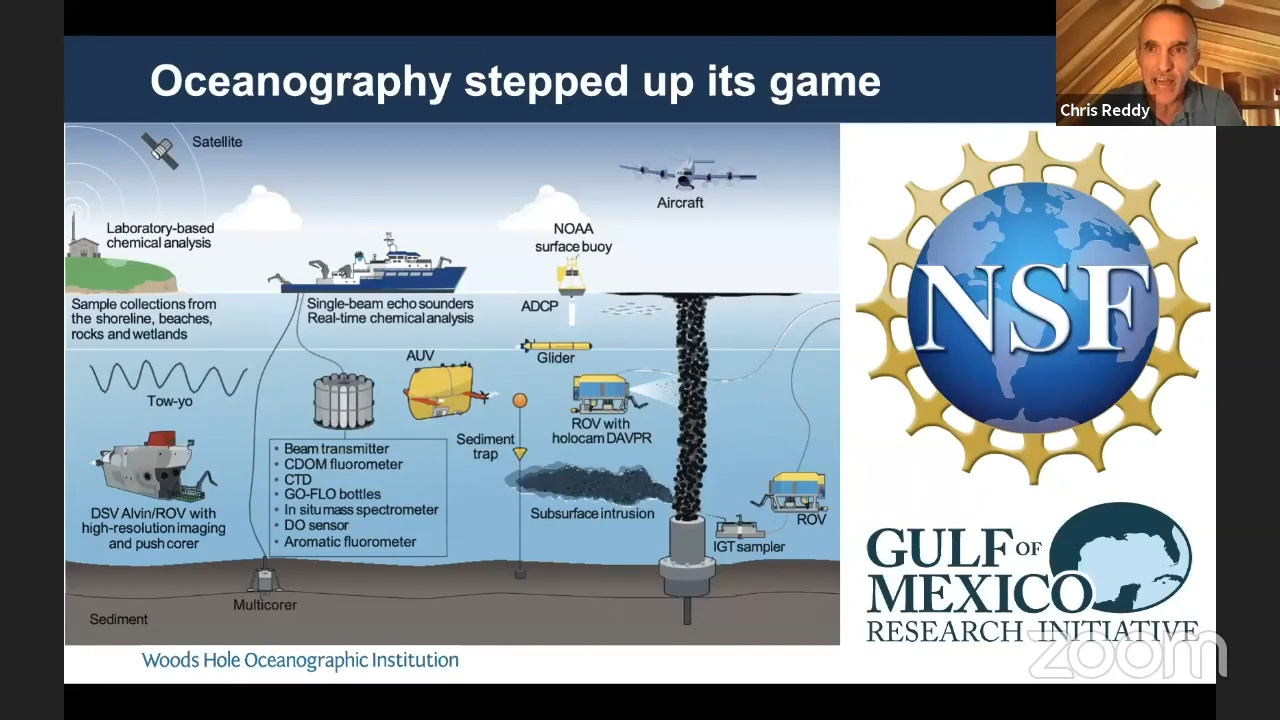 Oceanography stepped up its game
Chris Reddy
Satellite
Aircraft
Laboratory-based
chemical analysis
NOAA
surface buoy
Sample collections from
the shoreline, beaches,
rocks and wetlands
Single-beam echo sounders
Real-time chemical analysis
ADCP
Glider
AUV
Tow-yo
ROV with
holocam DAVPR
Sediment
trap
• Beam transmitter
• CDOM fluorometer
• CTD
• GO-FLO bottles
• In situ mass spectrometer
• DO sensor
• Aromatic fluorometer
DSV Alvin/ROV with
high-resolution imaging
and push corer
Subsurface intrusion
ROV
IGT sampler
Multicorer
Sediment
Woods Hole Oceanographic Institution
NSF
GULF OF
MEXICO
RESEARCH INITIATIVE
zoom